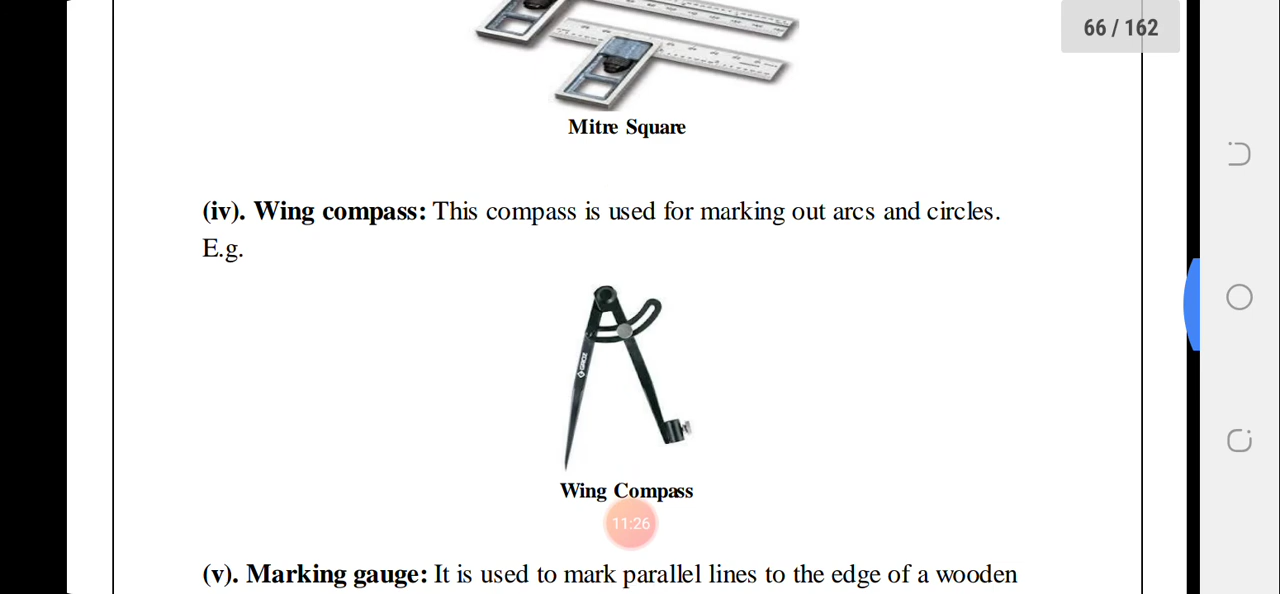 66 / 162
Mitre Square
(iv). Wing compass: This compass is used for marking out arcs and circles.
E.g.
Wing Compass
11:26
(v). Marking gauge: It is used to mark parallel lines to the edge of a wooden